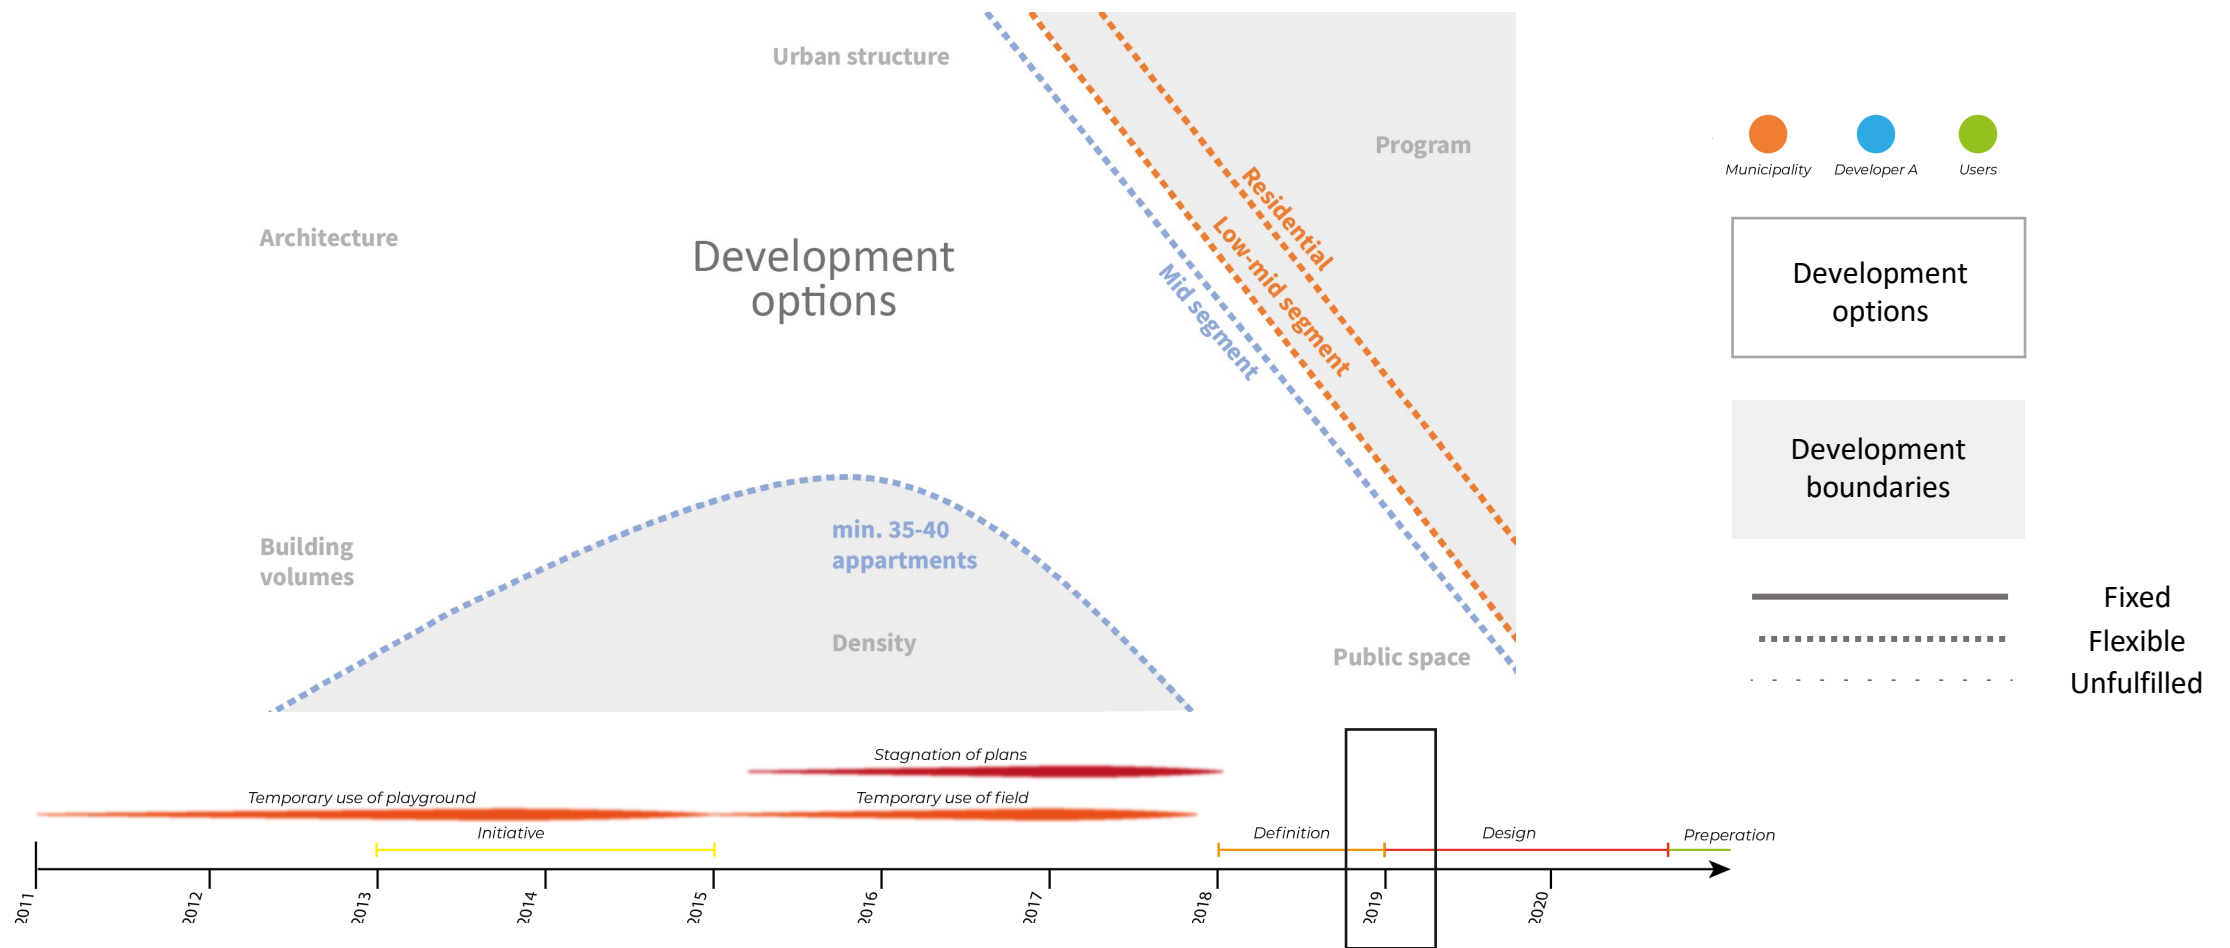 Urban structure
Program
Municipality
Developer A
Users
Residential
Architecture
Low-mid segment
Development
options
Mid segment
Development
options
Development
boundaries
min. 35-40
appartments
Building
volumes
Density
Public space
Fixed
Flexible
Unfulfilled
Stagnation of plans
Temporary use of playground
Temporary use of field
Initiative
Definition
Design
Preperation
2011
2012
2013
2014
2015
2016
2017
2018
2019
2020